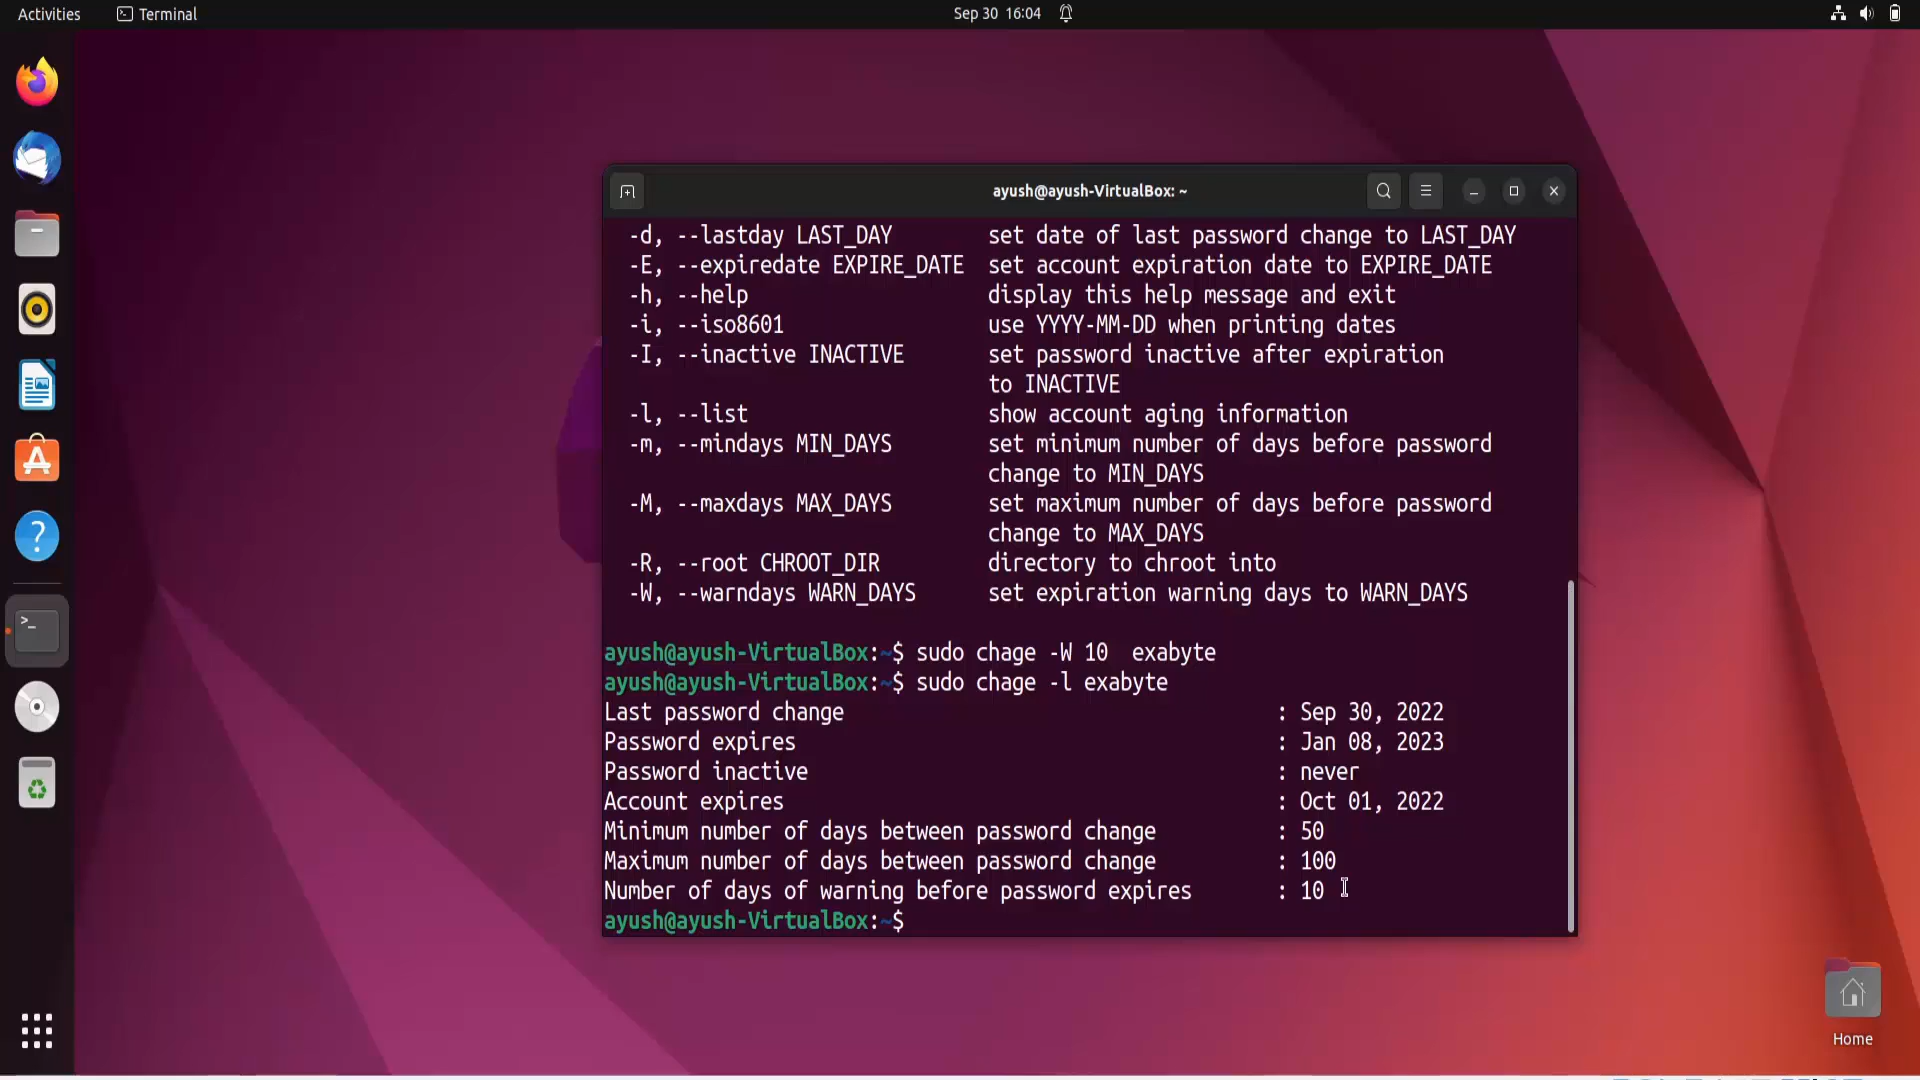 Activities
Terminal
Sep 30 16:04
ayush@ayush-VirtualBox: ~
-d, --lastday LAST_DAY set date of last password change to LAST_DAY
-E, --expiredate EXPIRE_DATE set account expiration date to EXPIRE_DATE
-h, --help display this help message and exit
-i, --iso8601 use YYYY-MM-DD when printing dates
-I, --inactive INACTIVE set password inactive after expiration
to INACTIVE
-l, --list show account aging information
-m, --mindays MIN_DAYS set minimum number of days before password
change to MIN_DAYS
-M, --maxdays MAX_DAYS set maximum number of days before password
change to MAX_DAYS
-R, --root CHROOT_DIR directory to chroot into
-W, --warndays WARN_DAYS set expiration warning days to WARN_DAYS
ayush@ayush-VirtualBox:~$ sudo chage -W 10  exabyte
ayush@ayush-VirtualBox:~$ sudo chage -l exabyte
Last password change : Sep 30, 2022
Password expires : Jan 08, 2023
Password inactive : never
Account expires : Oct 01, 2022
Minimum number of days between password change : 50
Maximum number of days between password change : 100
Number of days of warning before password expires : 10
ayush@ayush-VirtualBox:~$
Home